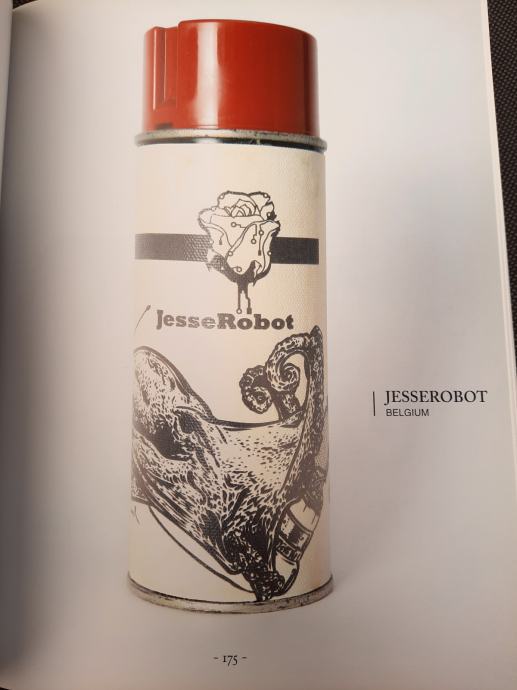 JesseRobot
JESSEROBOT
BELGIUM
- 175 -